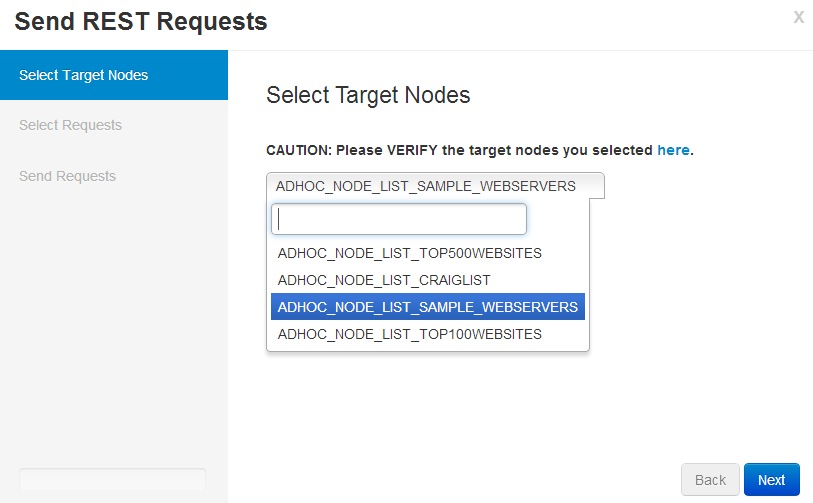 Send REST Requests
X
Select Target Nodes
Select Requests
Send Requests
Select Target Nodes
CAUTION: Please VERIFY the target nodes you selected here.
ADHOC_NODE_LIST_SAMPLE_WEBSERVERS
ADHOC_NODE_LIST_TOP500WEBSITES
ADHOC_NODE_LIST_CRAIGLIST
ADHOC_NODE_LIST_SAMPLE_WEBSERVERS
ADHOC_NODE_LIST_TOP100WEBSITES
Back
Next